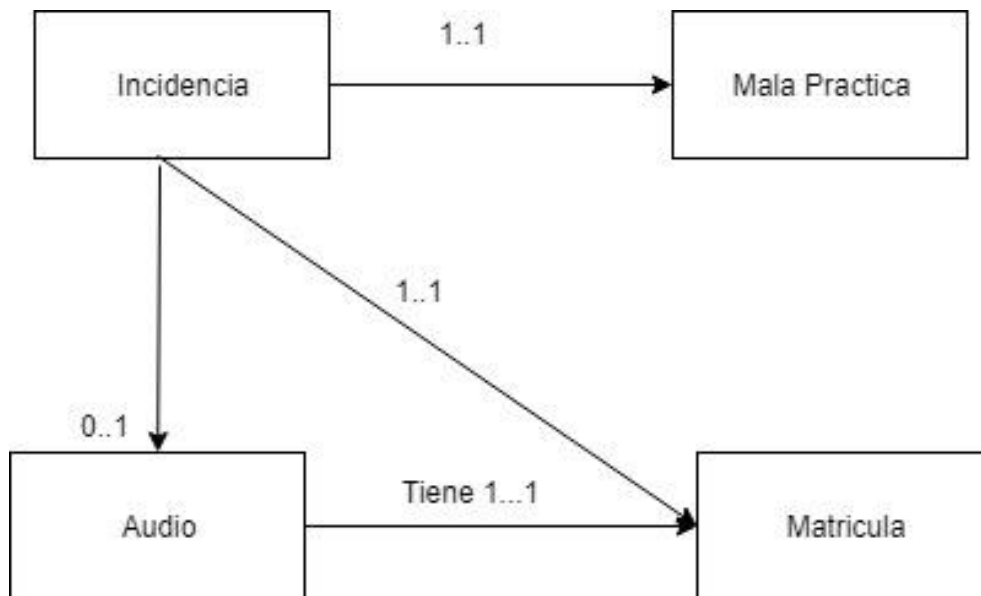 1..1
Incidencia
Mala Practica
1..1
0..1
Tiene 1...1
Audio
Matricula